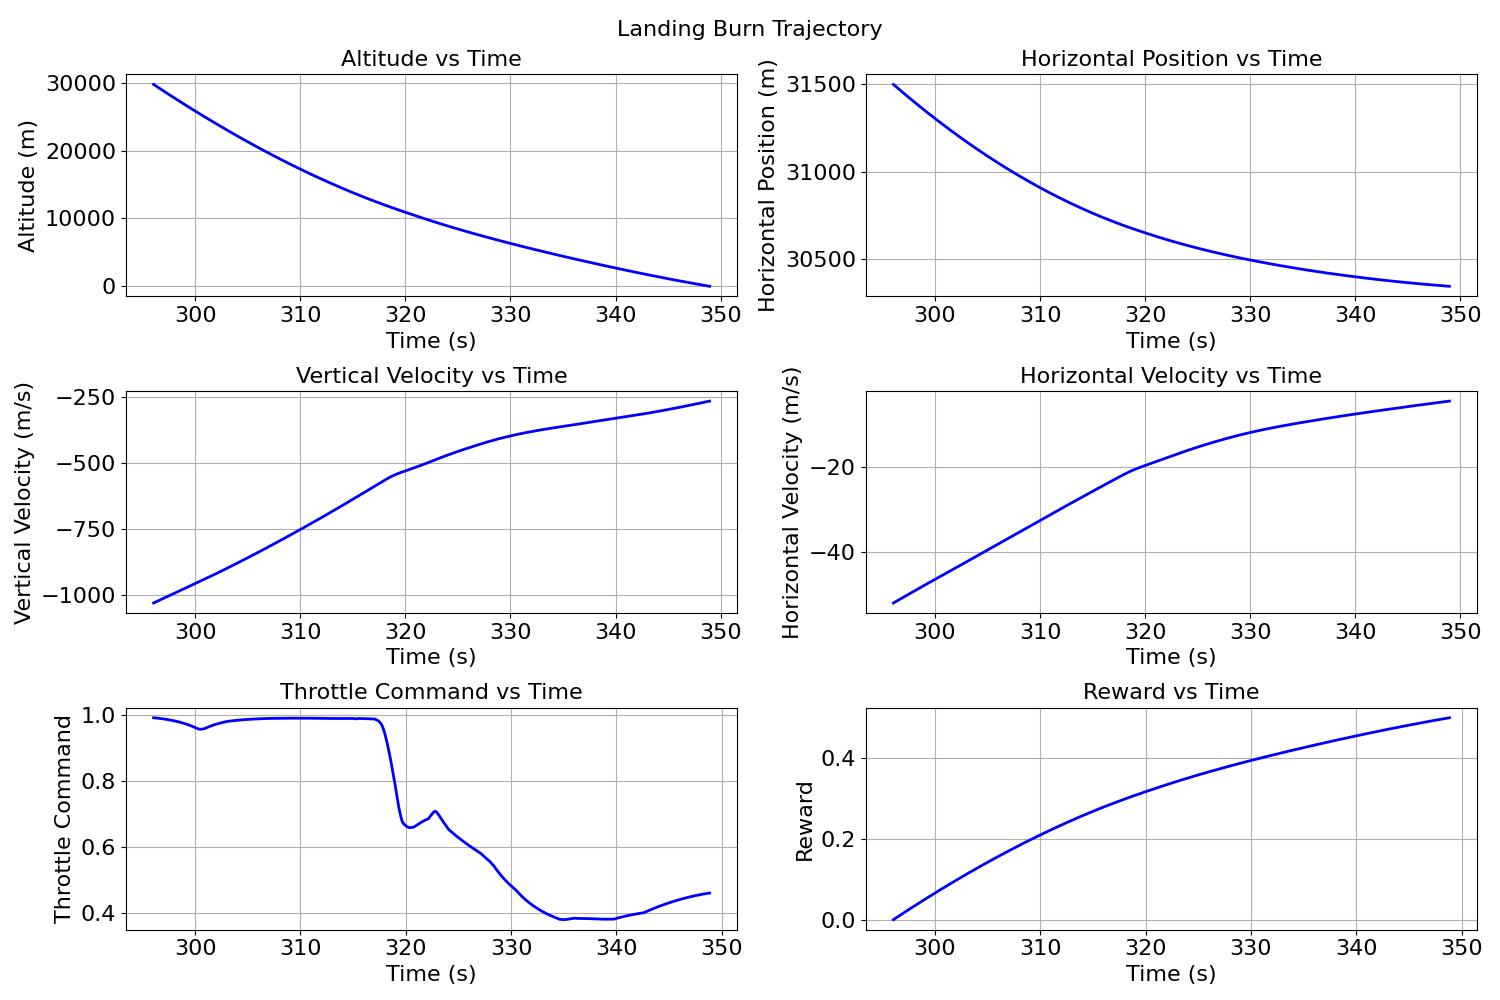 Landing Burn Trajectory
Altitude vs Time
Altitude (m)
30000
20000
10000
0
300 310 320 330 340 350
Time (s)
Horizontal Position vs Time
Horizontal Position (m)
31500
31000
30500
300 310 320 330 340 350
Time (s)
Vertical Velocity vs Time
Vertical Velocity (m/s)
−250
−500
−750
−1000
300 310 320 330 340 350
Time (s)
Horizontal Velocity vs Time
Horizontal Velocity (m/s)
−20
−40
300 310 320 330 340 350
Time (s)
Throttle Command vs Time
Throttle Command
1.0
0.8
0.6
0.4
300 310 320 330 340 350
Time (s)
Reward vs Time
Reward
0.4
0.2
0.0
300 310 320 330 340 350
Time (s)